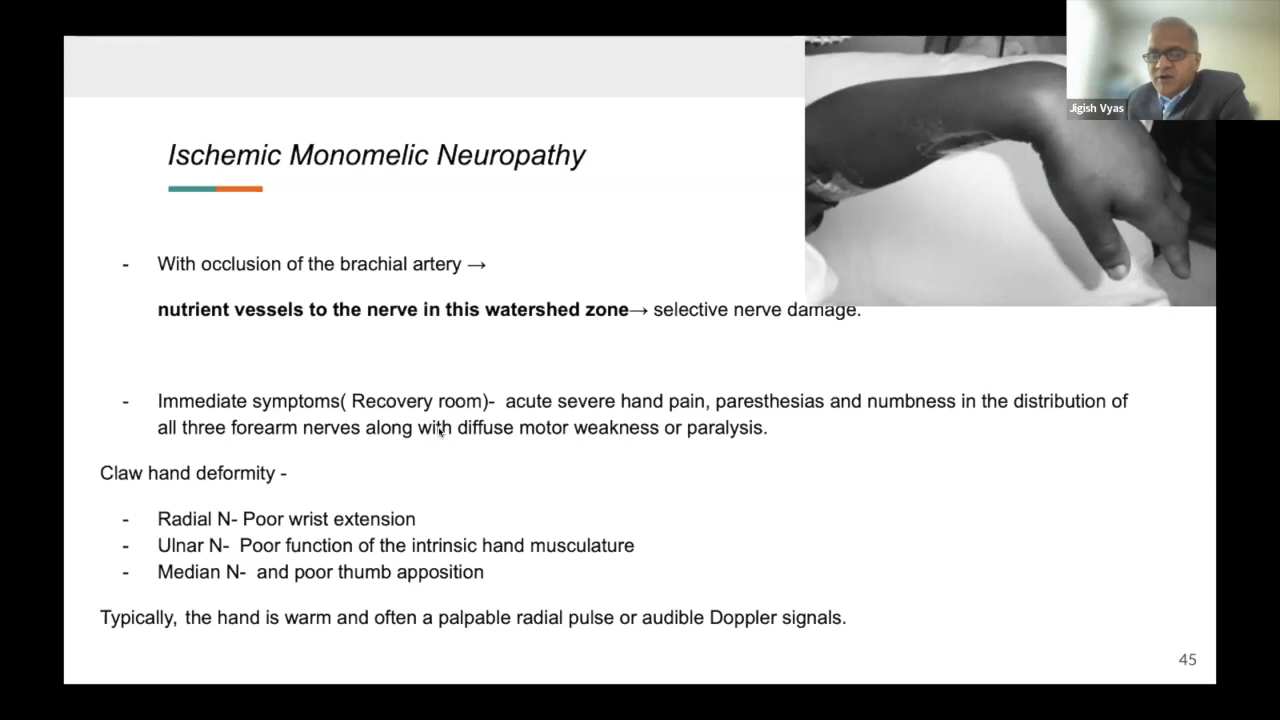 Jigish Vyas
Ischemic Monomelic Neuropathy
- With occlusion of the brachial artery →
nutrient vessels to the nerve in this watershed zone→ selective nerve damage.
- Immediate symptoms( Recovery room)- acute severe hand pain, paresthesias and numbness in the distribution of
all three forearm nerves along with diffuse motor weakness or paralysis.
Claw hand deformity -
- Radial N- Poor wrist extension
- Ulnar N- Poor function of the intrinsic hand musculature
- Median N- and poor thumb apposition
Typically, the hand is warm and often a palpable radial pulse or audible Doppler signals.
45